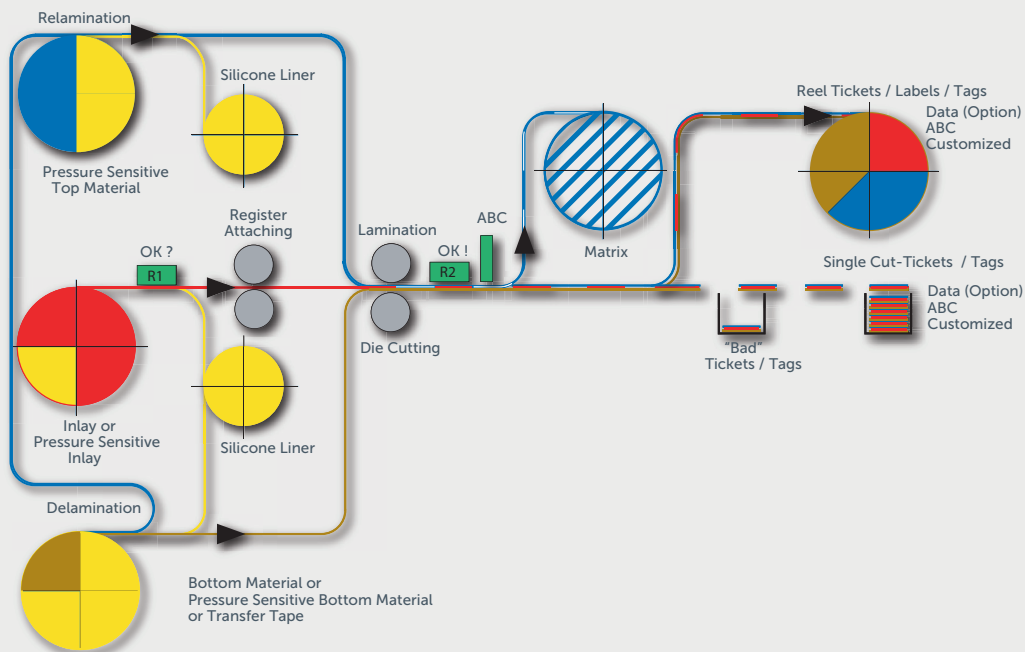 Relamination
Silicone Liner
Pressure Sensitive
Top Material
Reel Tickets / Labels / Tags
Data (Option)
ABC
Customized
Register
Attaching
OK ?
R1
Lamination
OK !
R2
ABC
Matrix
Single Cut-Tickets / Tags
Data (Option)
ABC
Customized
Die Cutting
"Bad"
Tickets / Tags
Inlay or
Pressure Sensitive
Inlay
Silicone Liner
Delamination
Bottom Material or
Pressure Sensitive Bottom Material
or Transfer Tape